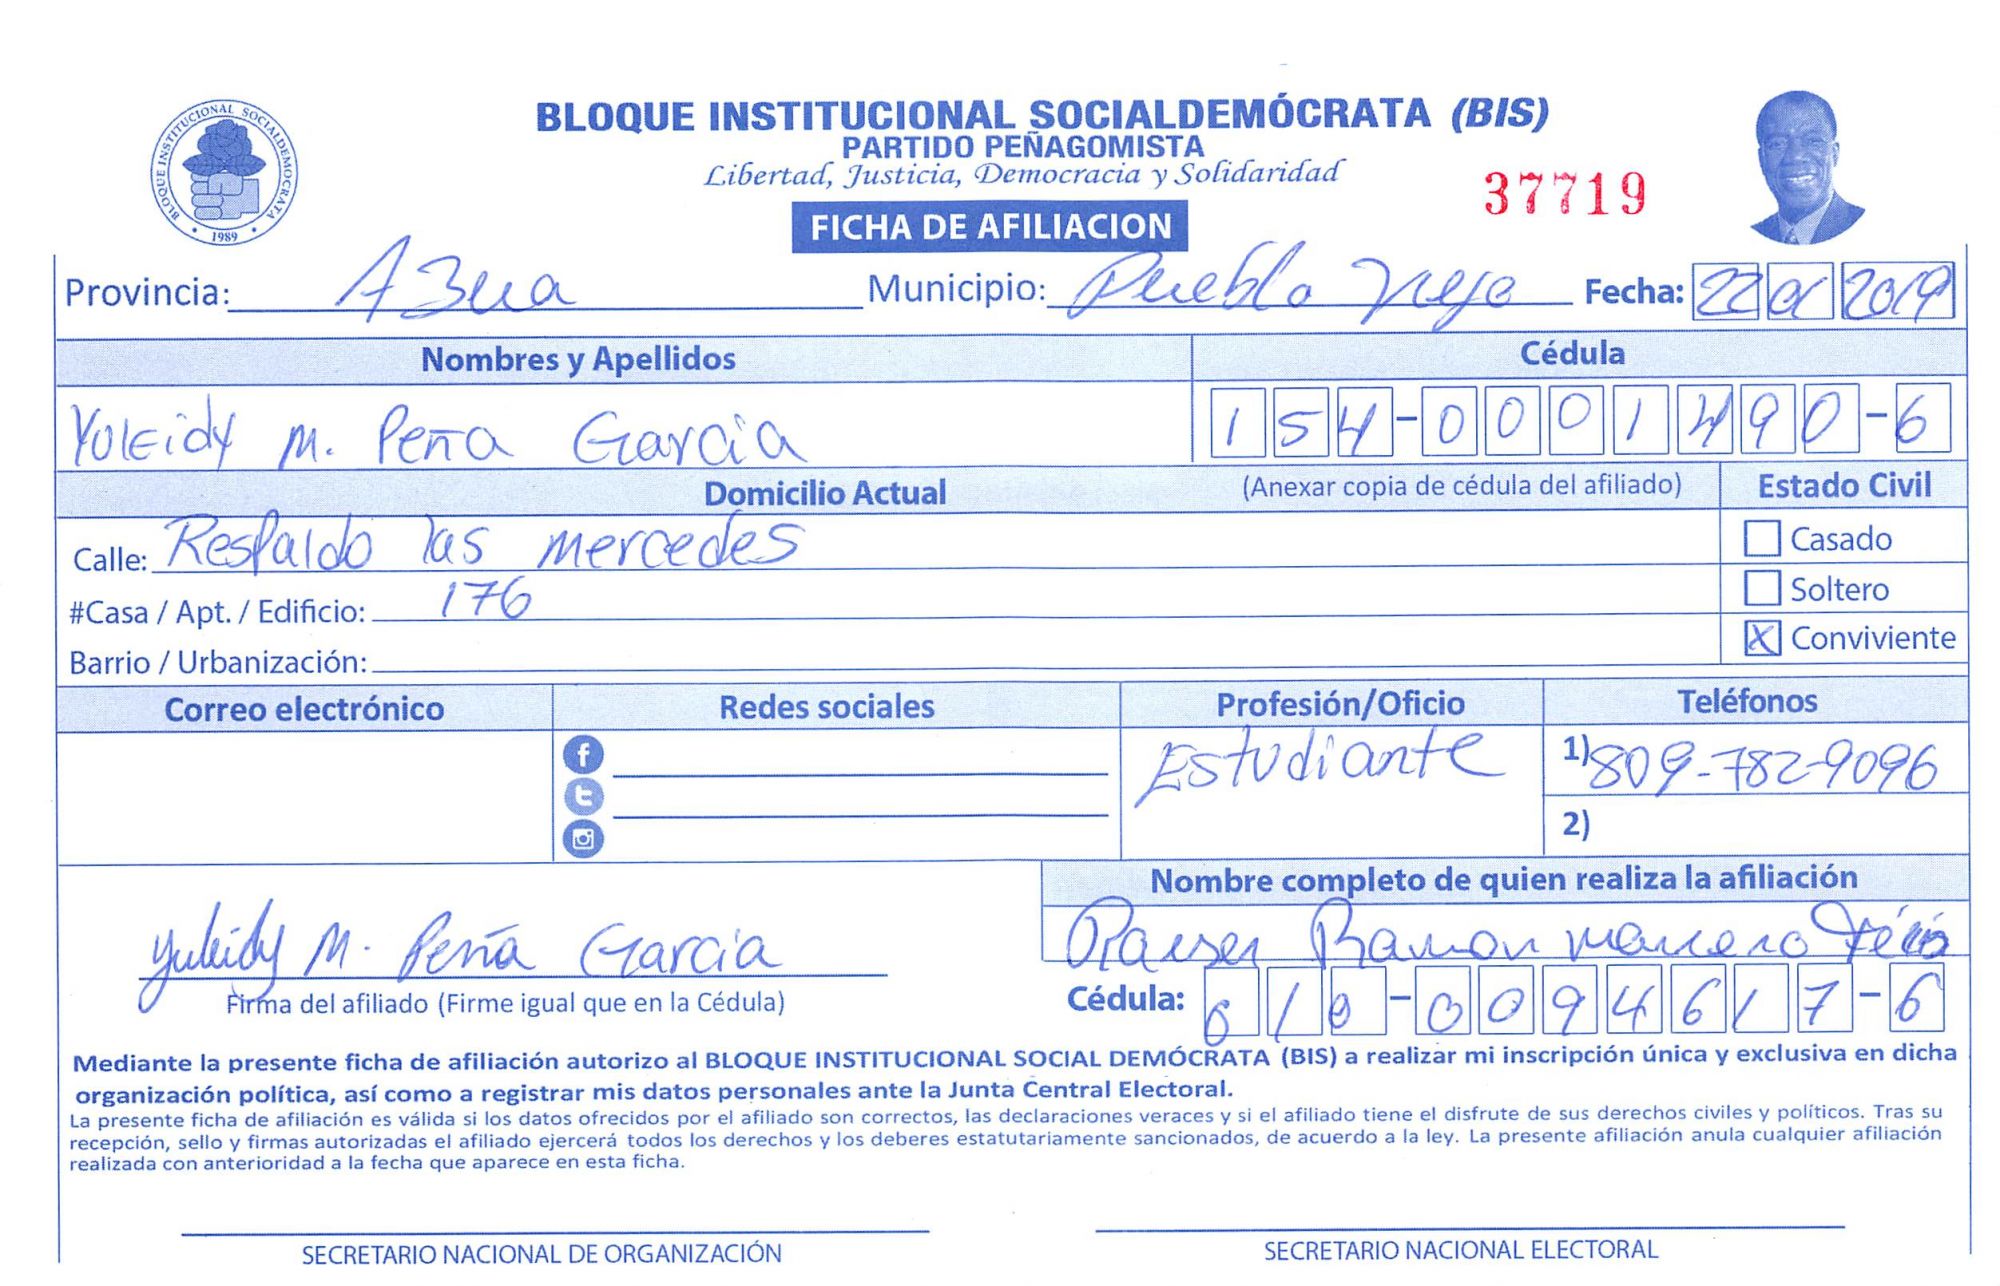 BLOQUE INSTITUCIONAL SOCIALDEMÓCRATA (BIS)
PARTIDO PEÑAGOMISTA
Libertad, Justicia, Democracia y Solidaridad
37719
BLOQUE INSTITUCIONAL SOCIALDEMOCRATA
1989
FICHA DE AFILIACION
Provincia: AZua Municipio: Pueblo Viejo Fecha: 22 01 2019
Nombres y Apellidos Cédula
Yuleidy M. Peña Garcia 154-0001490-6
Domicilio Actual (Anexar copia de cédula del afiliado) Estado Civil
Calle: Respaldo las mercedes Casado
#Casa / Apt. / Edificio: 176 Soltero
Barrio / Urbanización: X Conviviente
Correo electrónico Redes sociales Profesión/Oficio Teléfonos
Estudiante 1) 809-782-9096
2)
Nombre completo de quien realiza la afiliación
Ramon
Yuleidy M. Peña Garcia
Firma del afiliado (Firme igual que en la Cédula) Cédula: 010-0094617-6
Mediante la presente ficha de afiliación autorizo al BLOQUE INSTITUCIONAL SOCIAL DEMÓCRATA (BIS) a realizar mi inscripción única y exclusiva en dicha
organización política, así como a registrar mis datos personales ante la Junta Central Electoral.
La presente ficha de afiliación es válida si los datos ofrecidos por el afiliado son correctos, las declaraciones veraces y si el afiliado tiene el disfrute de sus derechos civiles y políticos. Tras su
recepción, sello y firmas autorizadas el afiliado ejercerá todos los derechos y los deberes estatutariamente sancionados, de acuerdo a la ley. La presente afiliación anula cualquier afiliación
realizada con anterioridad a la fecha que aparece en esta ficha.
SECRETARIO NACIONAL DE ORGANIZACIÓN SECRETARIO NACIONAL ELECTORAL